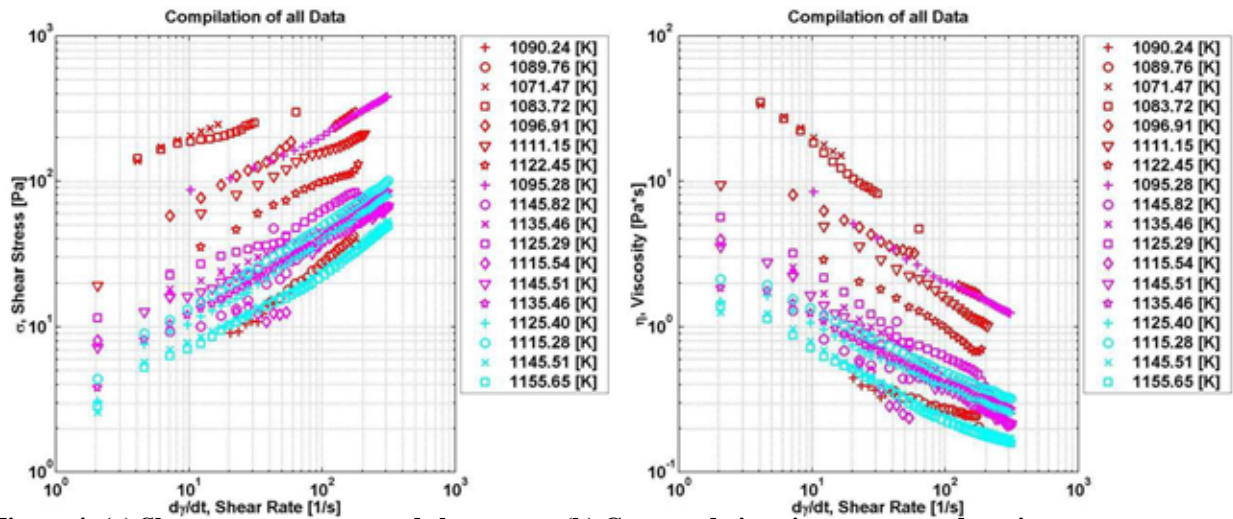 Compilation of all Data
10³
10²
10¹
10⁰
σ, Shear Stress [Pa]
10⁰ 10¹ 10² 10³
dγ/dt, Shear Rate [1/s]
1090.24 [K]
1089.76 [K]
1071.47 [K]
1083.72 [K]
1096.91 [K]
1111.15 [K]
1122.45 [K]
1095.28 [K]
1145.82 [K]
1135.46 [K]
1125.29 [K]
1115.54 [K]
1145.51 [K]
1135.46 [K]
1125.40 [K]
1115.28 [K]
1145.51 [K]
1155.65 [K]
Compilation of all Data
10²
10¹
10⁰
10⁻¹
η, Viscosity [Pa*s]
10⁰ 10¹ 10² 10³
dγ/dt, Shear Rate [1/s]
1090.24 [K]
1089.76 [K]
1071.47 [K]
1083.72 [K]
1096.91 [K]
1111.15 [K]
1122.45 [K]
1095.28 [K]
1145.82 [K]
1135.46 [K]
1125.29 [K]
1115.54 [K]
1145.51 [K]
1135.46 [K]
1125.40 [K]
1115.28 [K]
1145.51 [K]
1155.65 [K]